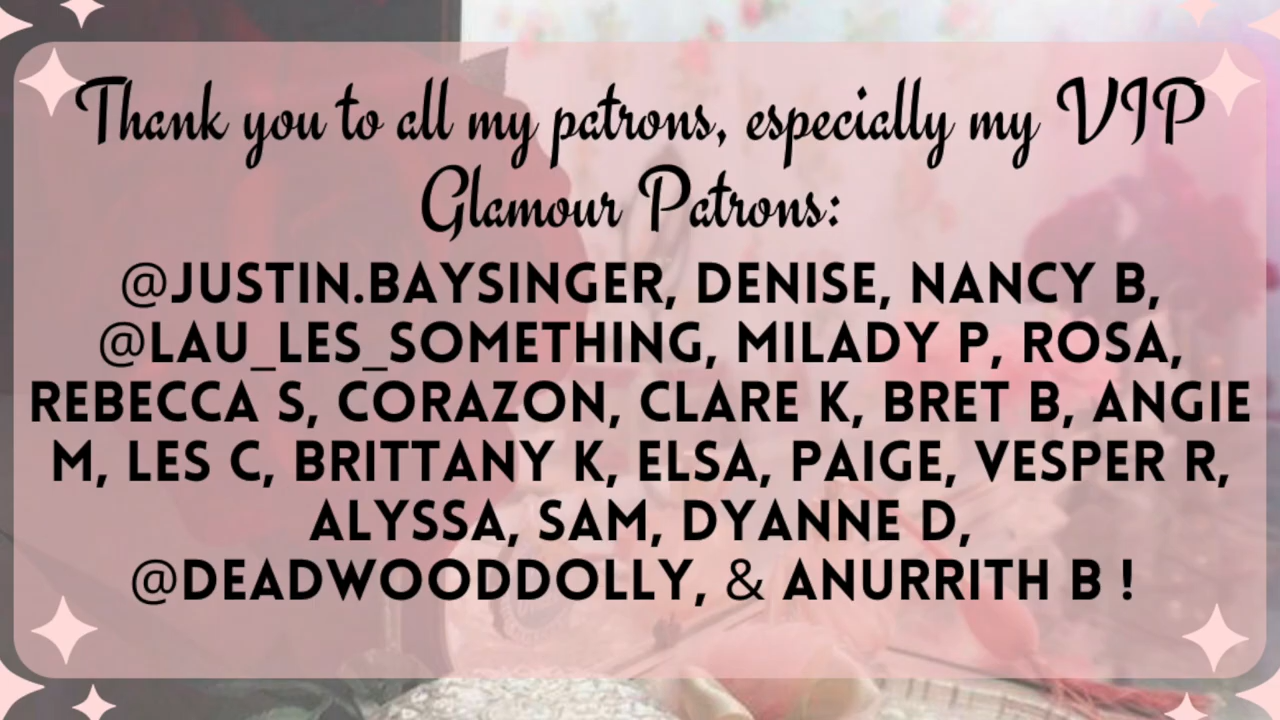 Thank you to all my patrons, especially my VIP
Glamour Patrons:
@JUSTIN.BAYSINGER, DENISE, NANCY B,
@LAU_LES_SOMETHING, MILADY P, ROSA,
REBECCA S, CORAZON, CLARE K, BRET B, ANGIE
M, LES C, BRITTANY K, ELSA, PAIGE, VESPER R,
ALYSSA, SAM, DYANNE D,
@DEADWOODDOLLY, & ANURRITH B !